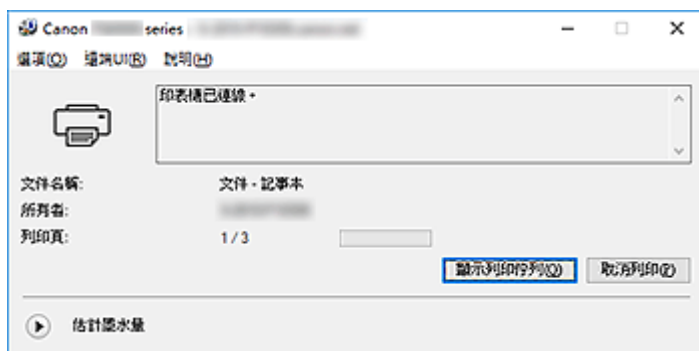 Canon series
選項(O) 遠端UI(R) 說明(H)
印表機已連線。
文件名稱: 文件 - 記事本
所有者:
列印頁: 1 / 3
顯示列印佇列(Q) 取消列印(P)
估計墨水量